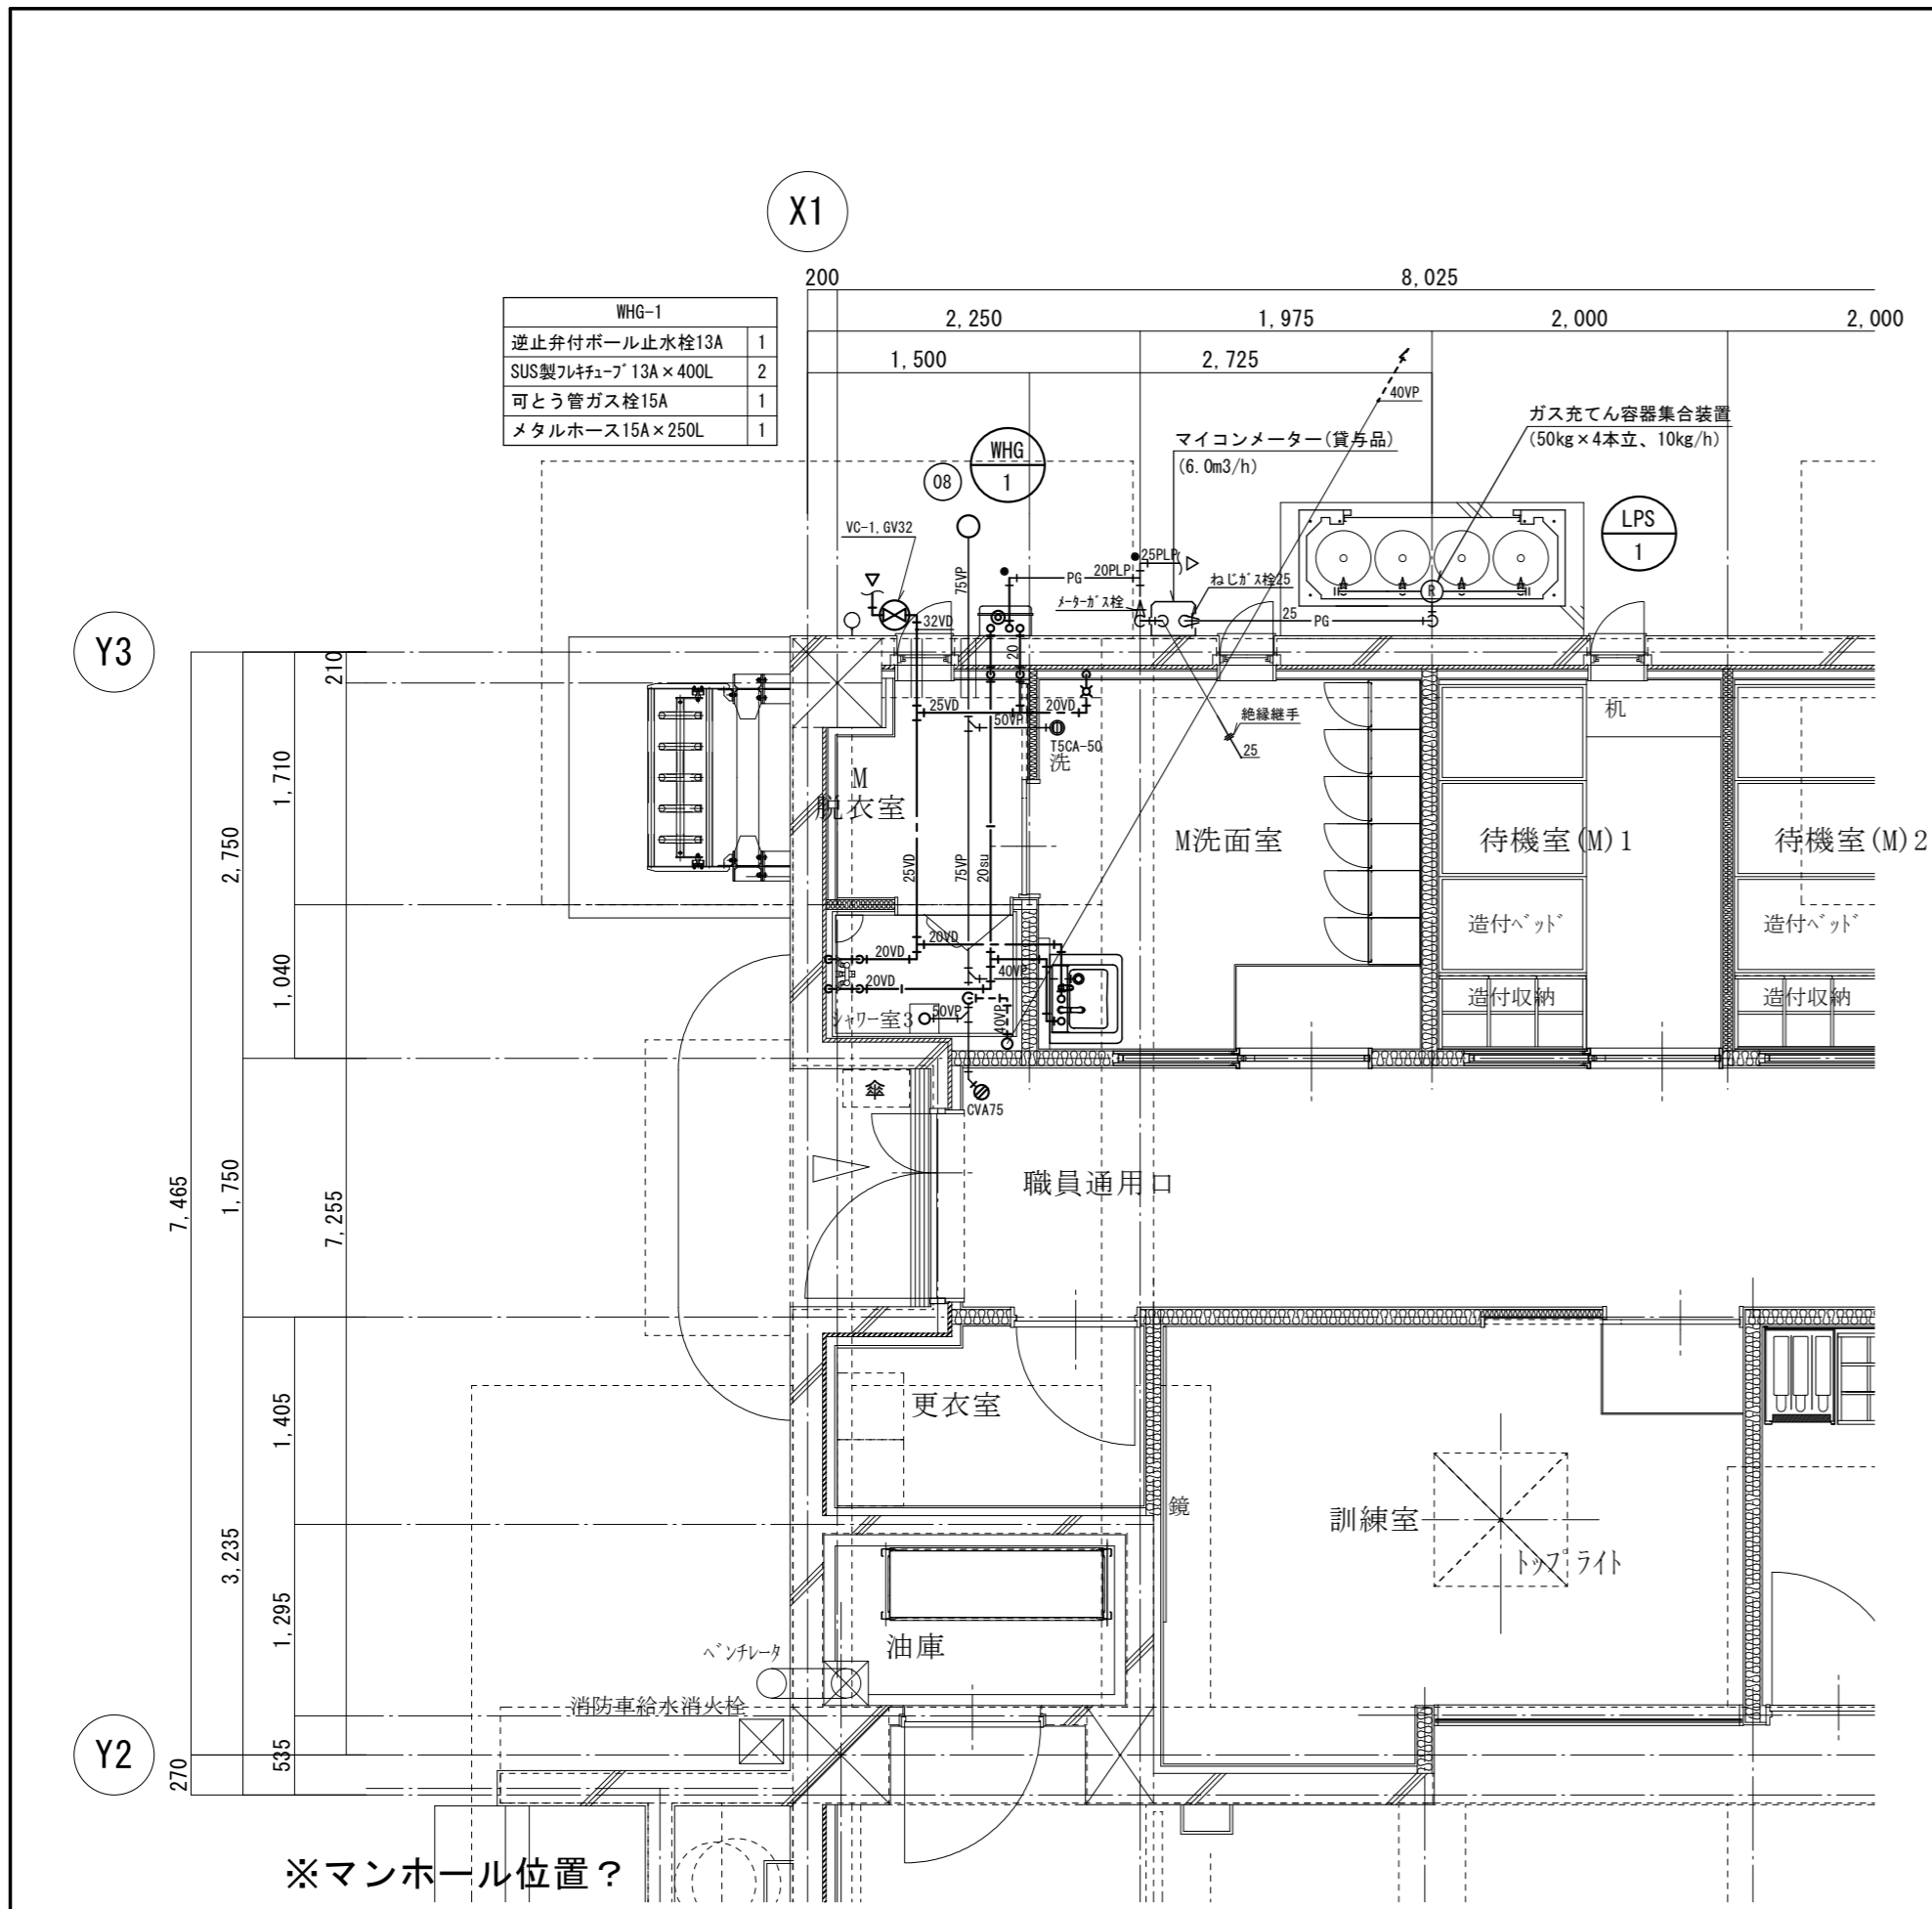 X1
200
8,025
2,250
1,975
2,000
2,000
1,500
2,725
WHG-1
逆止弁付ボール止水栓13A 1
SUS製フレキチューブ13A×400L 2
可とう管ガス栓15A 1
メタルホース15A×250L 1
40VP
マイコンメーター(貸与品)
(6.0m3/h)
ガス充てん容器集合装置
(50kg×4本立、10kg/h)
WHG
1
08
LPS
1
VC-1,GV32
75VP
25PLP
20PLP
PG
ねじガス栓25
メーターガス栓
R
25
PG
32VD
20
Y3
210
25VD
50VP
20VD
T5CA-50
洗
絶縁継手
25
机
M
脱衣室
M洗面室
待機室(M)1
待機室(M)2
1,710
2,750
25VD
75VP
20su
造付ベッド
造付ベッド
20VD
20VD
20VD
40VP
造付収納
造付収納
1,040
シャワー室3
50VP
40VP
傘
CVA75
職員通用口
7,465
1,750
7,255
更衣室
1,405
鏡
訓練室
トップライト
3,235
1,295
油庫
ベンチレータ
消防車給水消火栓
Y2
270
535
※マンホール位置?